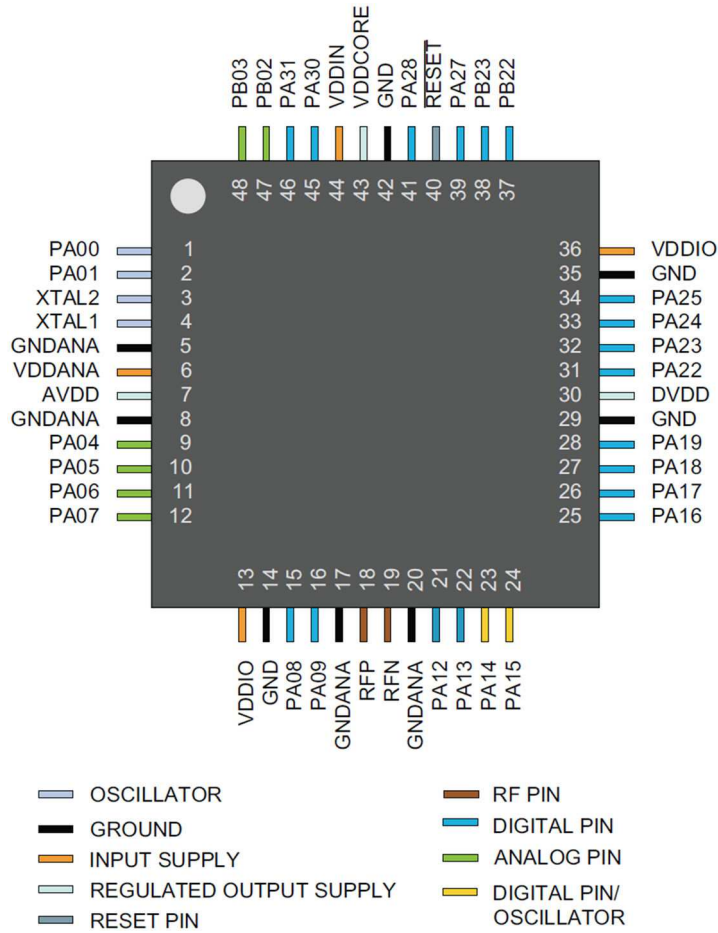 PB03
PB02
PA31
PA30
VDDIN
VDDCORE
GND
PA28
RESET
PA27
PB23
PB22
48
47
46
45
44
43
42
41
40
39
38
37
PA00 1
PA01 2
XTAL2 3
XTAL1 4
GNDANA 5
VDDANA 6
AVDD 7
GNDANA 8
PA04 9
PA05 10
PA06 11
PA07 12
36 VDDIO
35 GND
34 PA25
33 PA24
32 PA23
31 PA22
30 DVDD
29 GND
28 PA19
27 PA18
26 PA17
25 PA16
13
14
15
16
17
18
19
20
21
22
23
24
VDDIO
GND
PA08
PA09
GNDANA
RFP
RFN
GNDANA
PA12
PA13
PA14
PA15
OSCILLATOR
GROUND
INPUT SUPPLY
REGULATED OUTPUT SUPPLY
RESET PIN
RF PIN
DIGITAL PIN
ANALOG PIN
DIGITAL PIN/
OSCILLATOR